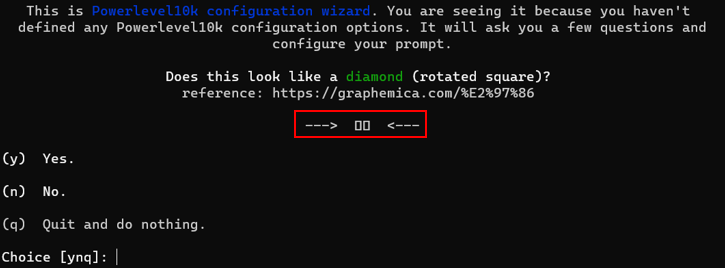 This is Powerlevel10k configuration wizard. You are seeing it because you haven't
defined any Powerlevel10k configuration options. It will ask you a few questions and
configure your prompt.
Does this look like a diamond (rotated square)?
reference: https://graphemica.com/%E2%97%86
---> ▯▯ <---
(y) Yes.
(n) No.
(q) Quit and do nothing.
Choice [ynq]: